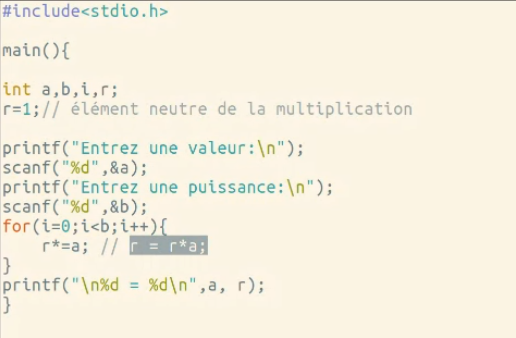 #include<stdio.h>
main(){
int a,b,i,r;
r=1;// élément neutre de la multiplication
printf("Entrez une valeur:\n");
scanf("%d",&a);
printf("Entrez une puissance:\n");
scanf("%d",&b);
for(i=0;i<b;i++){
    r*=a; // r = r*a;
}
printf("\n%d = %d\n",a, r);
}